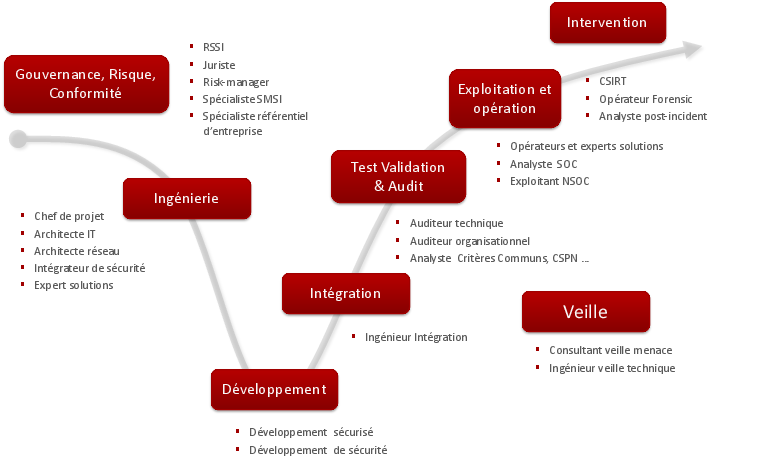 Gouvernance, Risque,
Conformité
RSSI
Juriste
Risk-manager
Spécialiste SMSI
Spécialiste référentiel
d’entreprise
Ingénierie
Chef de projet
Architecte IT
Architecte réseau
Intégrateur de sécurité
Expert solutions
Développement
Développement sécurisé
Développement de sécurité
Intégration
Ingénieur Intégration
Test Validation
& Audit
Auditeur technique
Auditeur organisationnel
Analyste Critères Communs, CSPN ...
Exploitation et
opération
Opérateurs et experts solutions
Analyste SOC
Exploitant NSOC
Intervention
CSIRT
Opérateur Forensic
Analyste post-incident
Veille
Consultant veille menace
Ingénieur veille technique